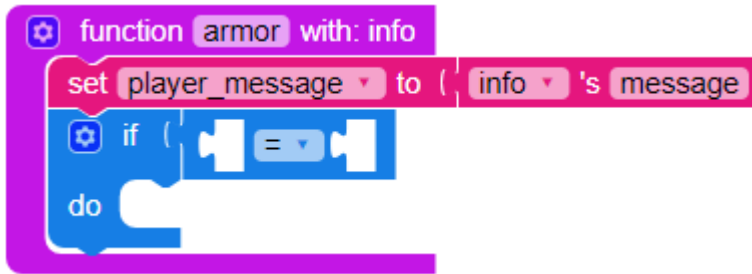 function armor with: info
set player_message to ( info 's message
if ( =
do